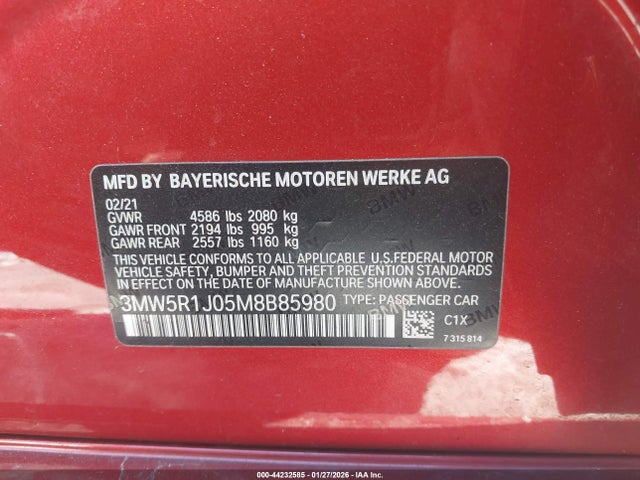 MFD BY BAYERISCHE MOTOREN WERKE AG
02/21
GVWR 4586 lbs 2080 kg
GAWR FRONT 2194 lbs 995 kg
GAWR REAR 2557 lbs 1160 kg
THIS VEHICLE CONFORMS TO ALL APPLICABLE U.S.FEDERAL MOTOR
VEHICLE SAFETY, BUMPER AND THEFT PREVENTION STANDARDS
IN EFFECT ON THE DATE OF MANUFACTURE SHOWN ABOVE.
3MW5R1J05M8B85980 TYPE: PASSENGER CAR
C1X
7 315 814
000-44232585 - 01/27/2026 - IAA Inc.